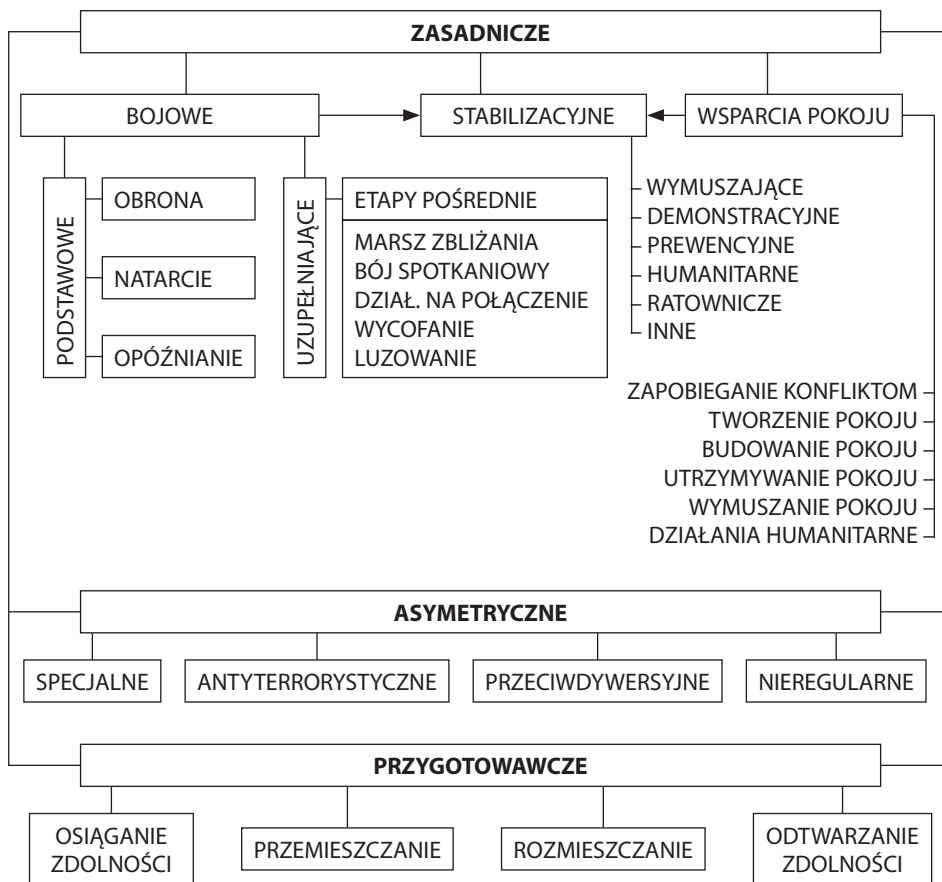 ZASADNICZE
BOJOWE
STABILIZACYJNE
WSPARCIA POKOJU
PODSTAWOWE
OBRONA
NATARCIE
OPÓŹNIANIE
UZUPEŁNIAJĄCE
ETAPY POŚREDNIE
MARSZ ZBLIŻANIA
BÓJ SPOTKANIOWY
DZIAŁ. NA POŁĄCZENIE
WYCOFANIE
LUZOWANIE
WYMUSZAJĄCE
DEMONSTRACYJNE
PREWENCYJNE
HUMANITARNE
RATOWNICZE
INNE
ZAPOBIEGANIE KONFLIKTOM
TWORZENIE POKOJU
BUDOWANIE POKOJU
UTRZYMYWANIE POKOJU
WYMUSZANIE POKOJU
DZIAŁANIA HUMANITARNE
ASYMETRYCZNE
SPECJALNE
ANTYTERRORYSTYCZNE
PRZECIWDYWERSYJNE
NIEREGULARNE
PRZYGOTOWAWCZE
OSIĄGANIE
ZDOLNOŚCI
PRZEMIESZCZANIE
ROZMIESZCZANIE
ODTWARZANIE
ZDOLNOŚCI